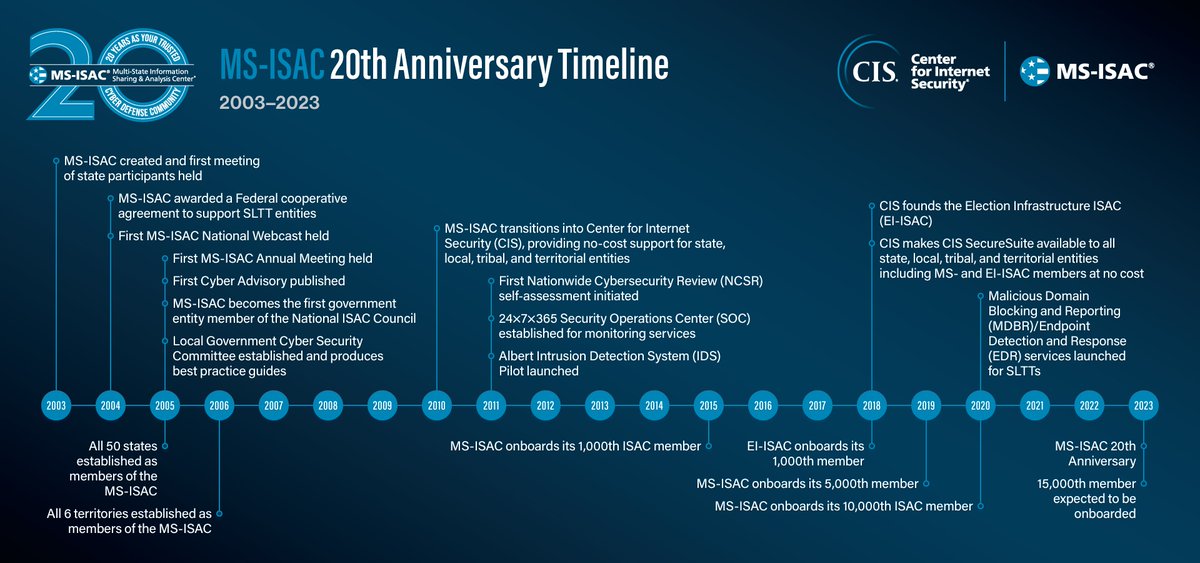 20
20 YEARS AS YOUR TRUSTED
MS-ISAC®
Multi-State Information
Sharing & Analysis Center®
CYBER DEFENSE COMMUNITY
MS-ISAC 20th Anniversary Timeline
2003–2023
CIS.
Center
for Internet
Security®
MS-ISAC®
MS-ISAC created and first meeting
of state participants held
MS-ISAC awarded a Federal cooperative
agreement to support SLTT entities
First MS-ISAC National Webcast held
First MS-ISAC Annual Meeting held
First Cyber Advisory published
MS-ISAC becomes the first government
entity member of the National ISAC Council
Local Government Cyber Security
Committee established and produces
best practice guides
MS-ISAC transitions into Center for Internet
Security (CIS), providing no-cost support for state,
local, tribal, and territorial entities
First Nationwide Cybersecurity Review (NCSR)
self-assessment initiated
24×7×365 Security Operations Center (SOC)
established for monitoring services
Albert Intrusion Detection System (IDS)
Pilot launched
CIS founds the Election Infrastructure ISAC
(EI-ISAC)
CIS makes CIS SecureSuite available to all
state, local, tribal, and territorial entities
including MS- and EI-ISAC members at no cost
Malicious Domain
Blocking and Reporting
(MDBR)/Endpoint
Detection and Response
(EDR) services launched
for SLTTs
2003 2004 2005 2006 2007 2008 2009 2010 2011 2012 2013 2014 2015 2016 2017 2018 2019 2020 2021 2022 2023
All 50 states
established as
members of the
MS-ISAC
All 6 territories established as
members of the MS-ISAC
MS-ISAC onboards its 1,000th ISAC member
EI-ISAC onboards its
1,000th member
MS-ISAC onboards its 5,000th member
MS-ISAC onboards its 10,000th ISAC member
MS-ISAC 20th
Anniversary
15,000th member
expected to be
onboarded